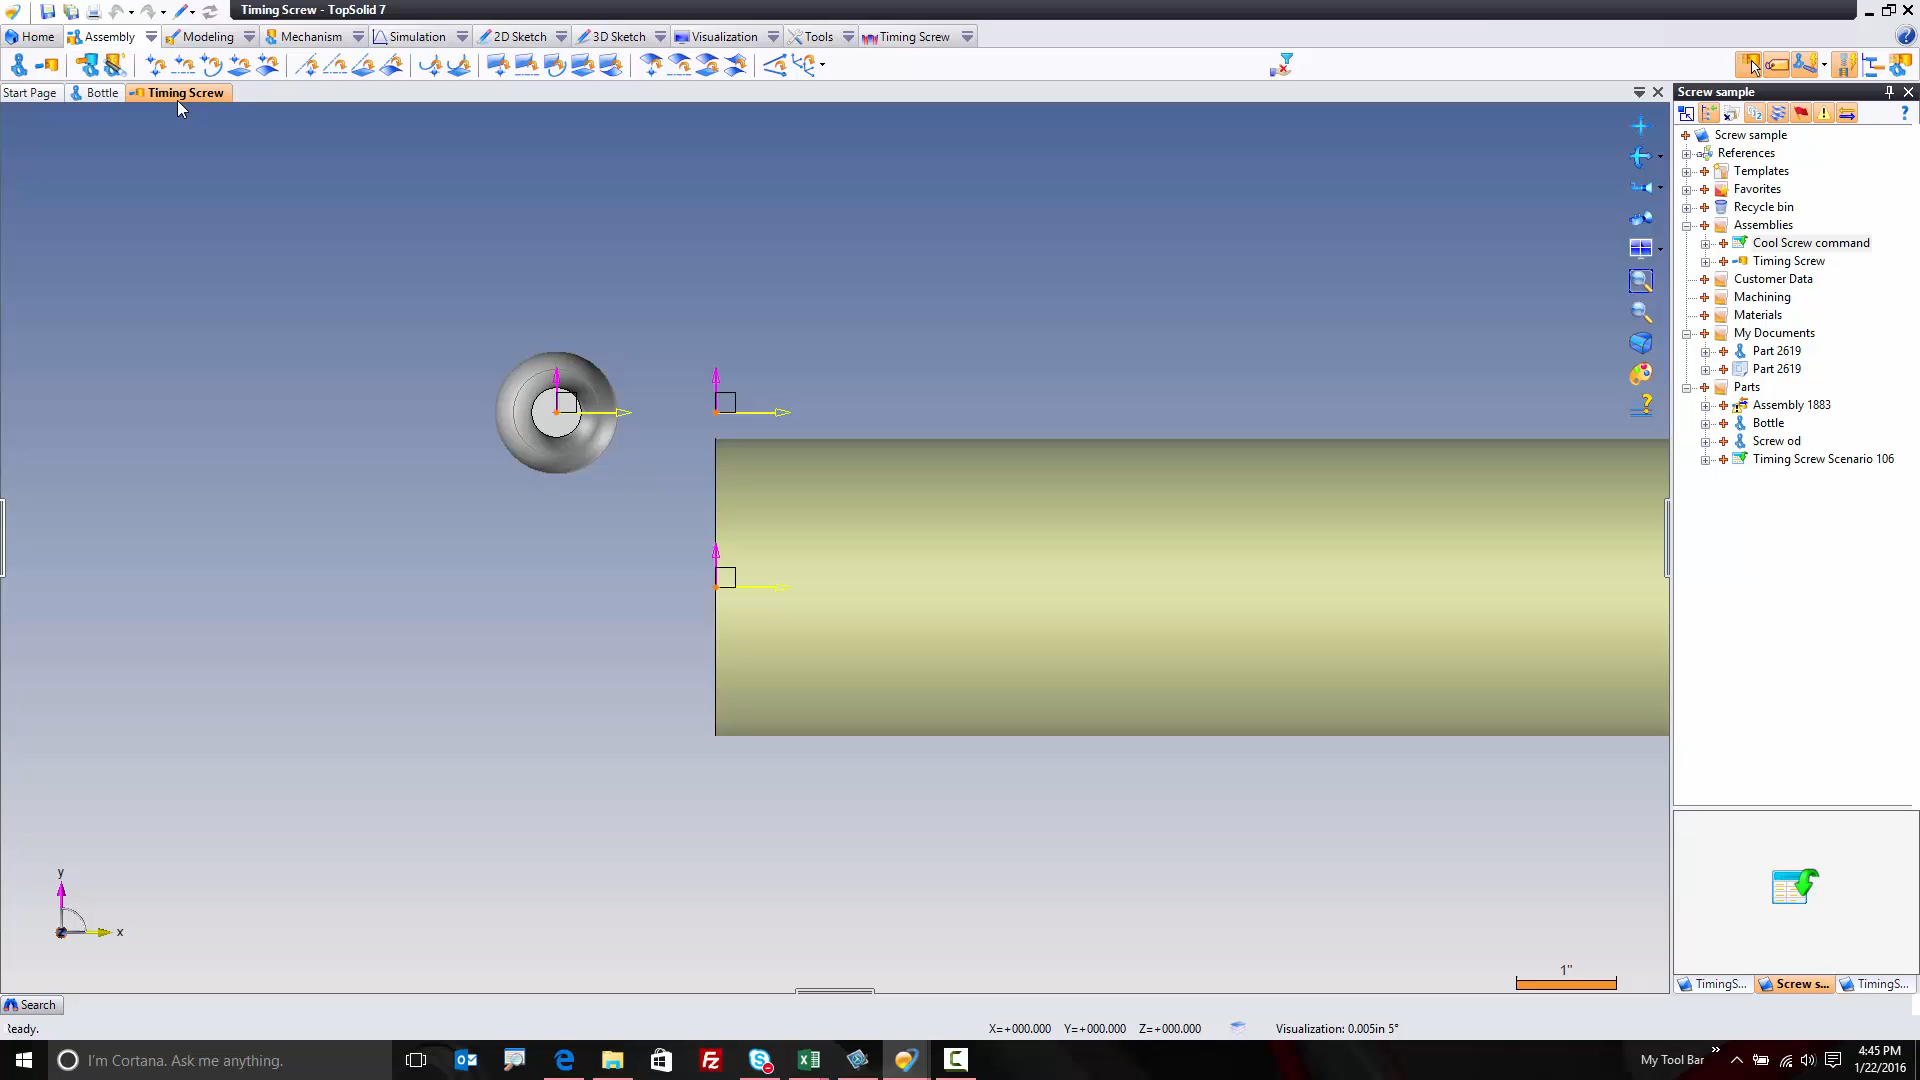 Timing Screw - TopSolid 7
Home Assembly Modeling Mechanism Simulation 2D Sketch 3D Sketch Visualization Tools Timing Screw
Start Page Bottle Timing Screw
Screw sample
Screw sample
References
Templates
Favorites
Recycle bin
Assemblies
Cool Screw command
Timing Screw
Customer Data
Machining
Materials
My Documents
Part 2619
Part 2619
Parts
Assembly 1883
Bottle
Screw od
Timing Screw Scenario 106
y
x
1"
TimingS... Screw s... TimingS...
Search
Ready.
X=+000.000 Y=+000.000 Z=+000.000 Visualization: 0.005in 5°
I'm Cortana. Ask me anything.
My Tool Bar
4:45 PM
1/22/2016